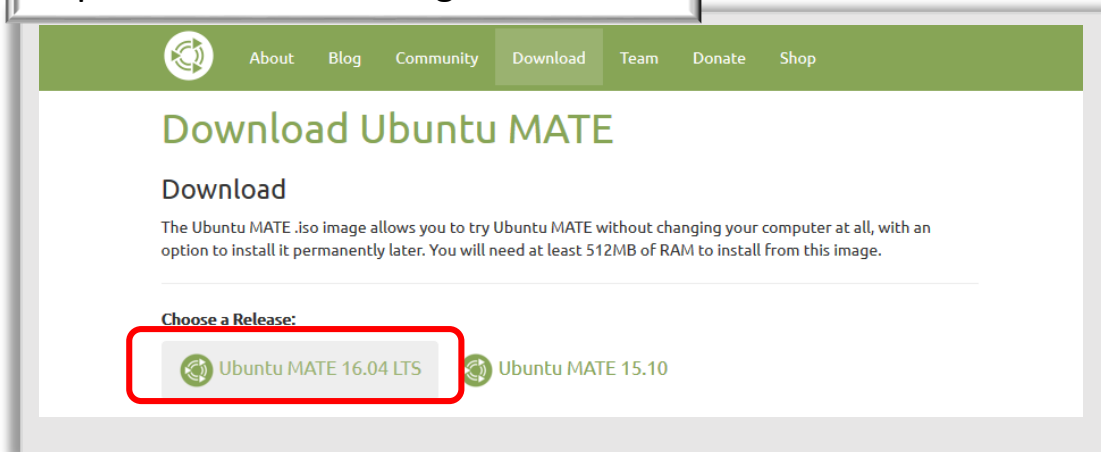 About Blog Community Download Team Donate Shop
Download Ubuntu MATE
Download
The Ubuntu MATE .iso image allows you to try Ubuntu MATE without changing your computer at all, with an
option to install it permanently later. You will need at least 512MB of RAM to install from this image.
Choose a Release:
Ubuntu MATE 16.04 LTS Ubuntu MATE 15.10